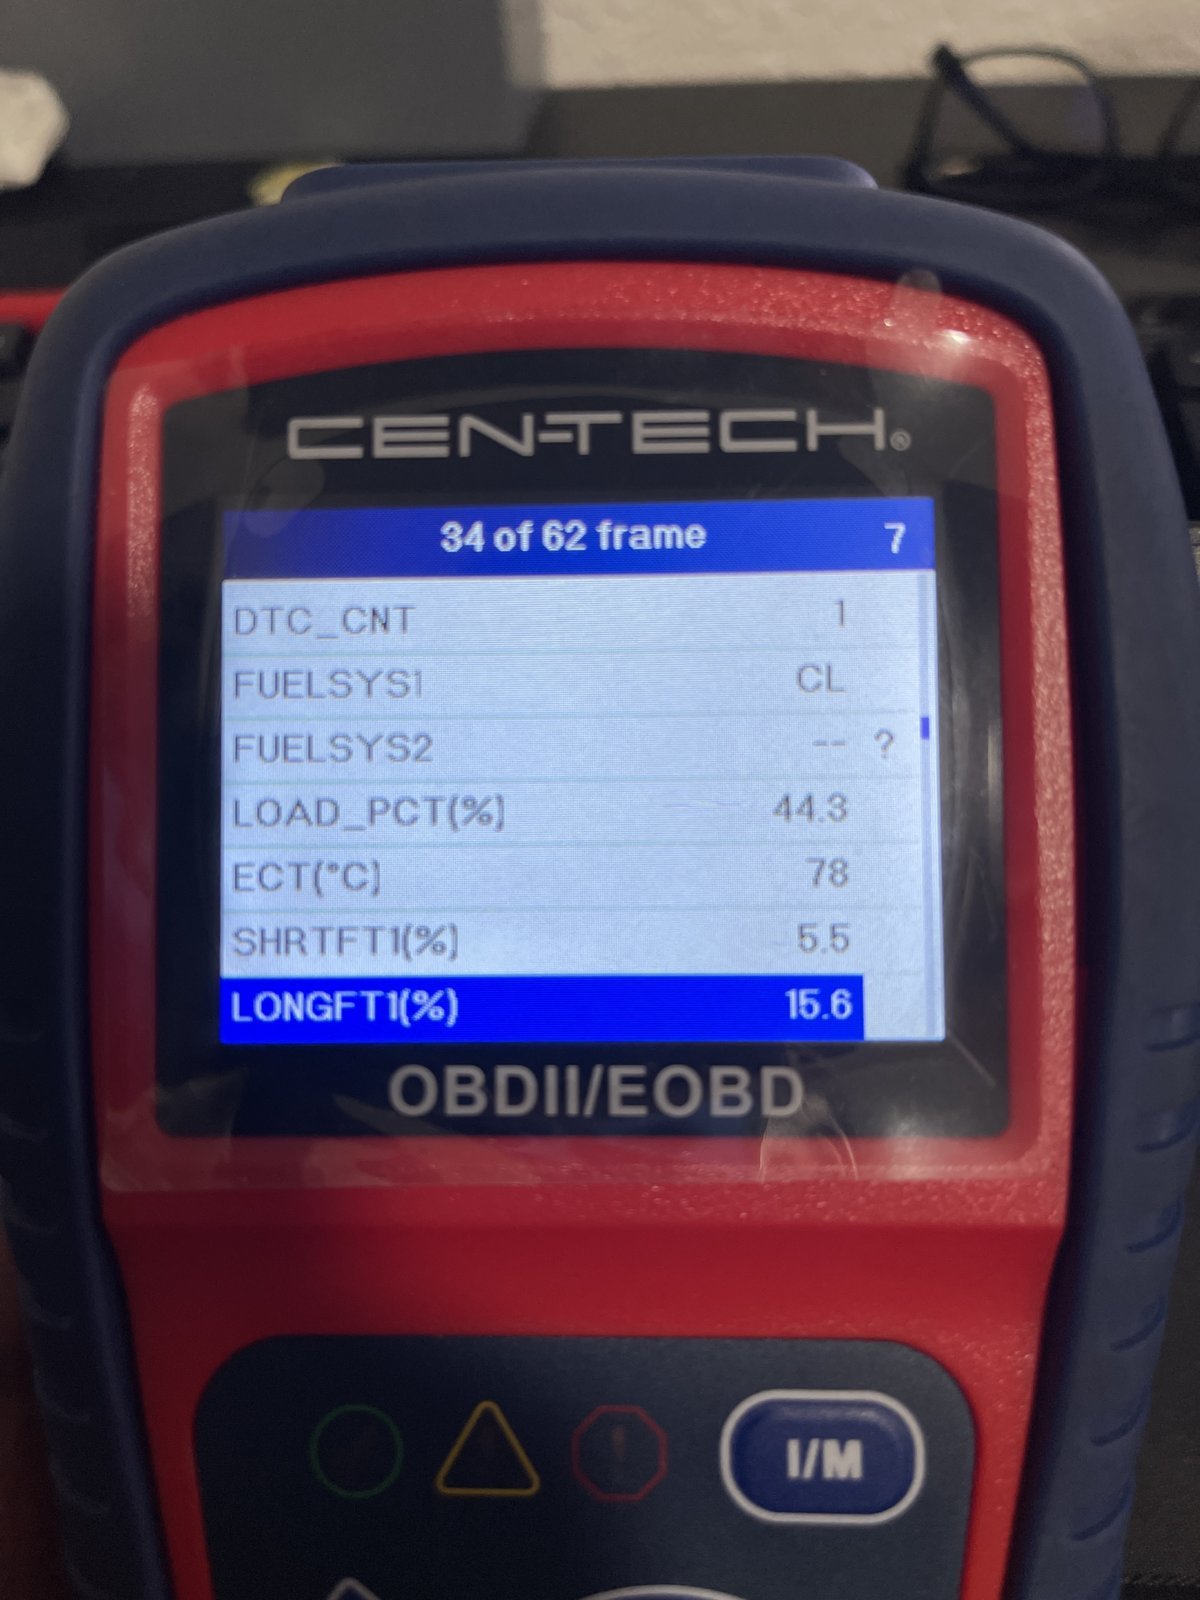 CEN-TECH®
34 of 62 frame 7
DTC_CNT 1
FUELSYS1 CL
FUELSYS2 -- ?
LOAD_PCT(%) 44.3
ECT(°C) 78
SHRTFT1(%) 5.5
LONGFT1(%) 15.6
OBDII/EOBD
!
I/M